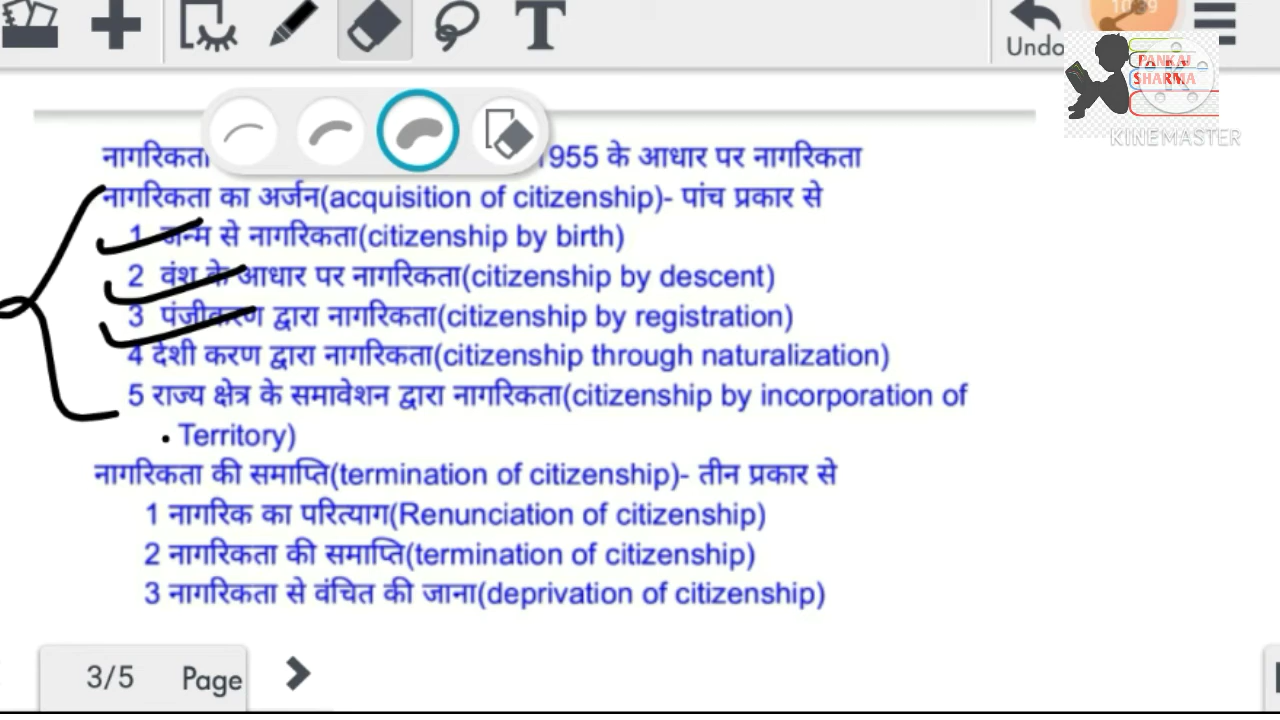 Undo
10:39
PANKAJ
SHARMA
KINEMASTER
नागरिकता 1955 के आधार पर नागरिकता
नागरिकता का अर्जन(acquisition of citizenship)- पांच प्रकार से
1 जन्म से नागरिकता(citizenship by birth)
2 वंश के आधार पर नागरिकता(citizenship by descent)
3 पंजीकरण द्वारा नागरिकता(citizenship by registration)
4 देशी करण द्वारा नागरिकता(citizenship through naturalization)
5 राज्य क्षेत्र के समावेशन द्वारा नागरिकता(citizenship by incorporation of
Territory)
नागरिकता की समाप्ति(termination of citizenship)- तीन प्रकार से
1 नागरिक का परित्याग(Renunciation of citizenship)
2 नागरिकता की समाप्ति(termination of citizenship)
3 नागरिकता से वंचित की जाना(deprivation of citizenship)
3/5 Page